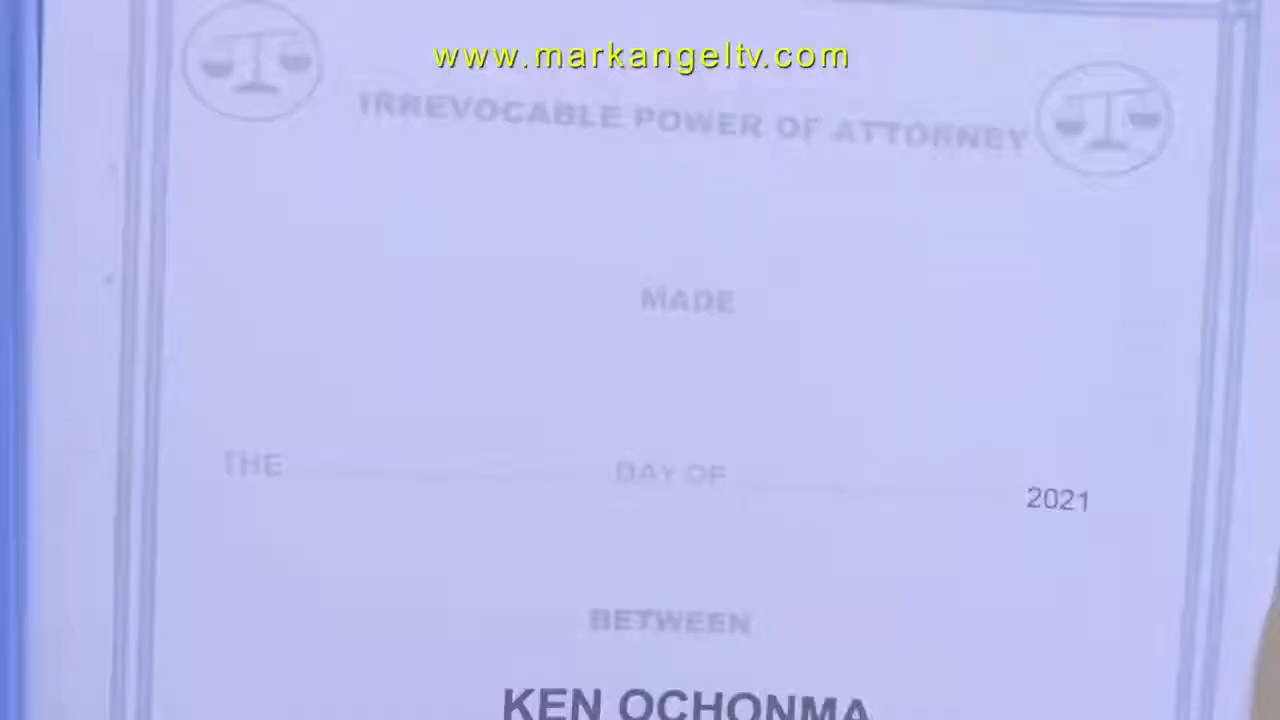 www.markangeltv.com
IRREVOCABLE POWER OF ATTORNEY
MADE
THE DAY OF 2021
BETWEEN
KEN OCHONMA